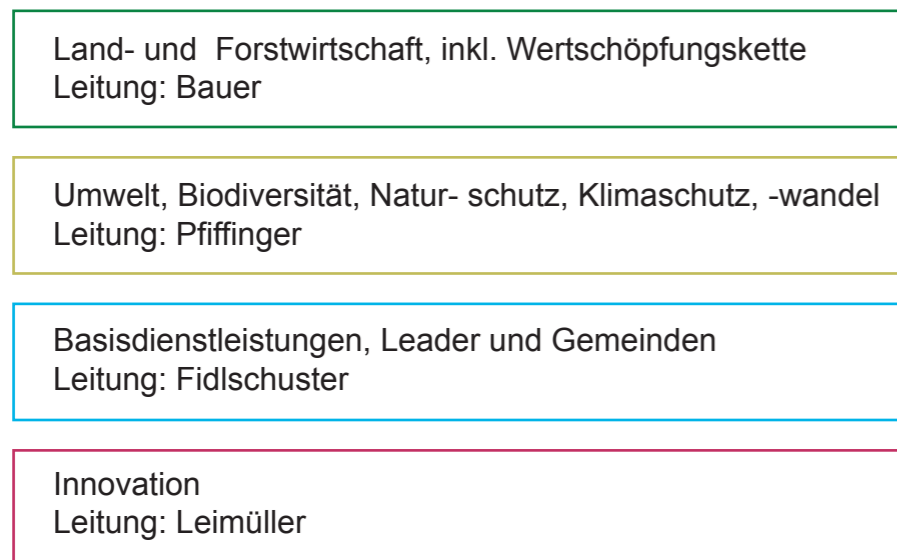 Land- und  Forstwirtschaft, inkl. Wertschöpfungskette
Leitung: Bauer
Umwelt, Biodiversität, Natur- schutz, Klimaschutz, -wandel
Leitung: Pfiffinger
Basisdienstleistungen, Leader und Gemeinden
Leitung: Fidlschuster
Innovation
Leitung: Leimüller